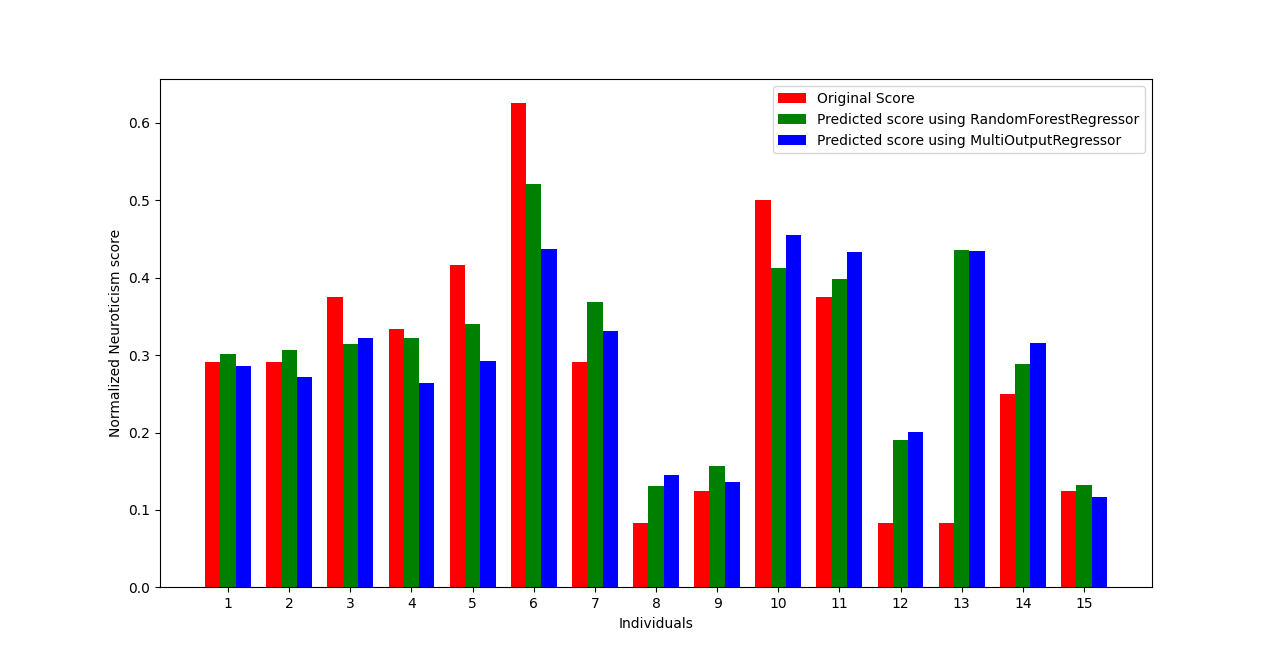 Original Score
Predicted score using RandomForestRegressor
Predicted score using MultiOutputRegressor
Normalized Neuroticism score
0.6
0.5
0.4
0.3
0.2
0.1
0.0
1 2 3 4 5 6 7 8 9 10 11 12 13 14 15
Individuals